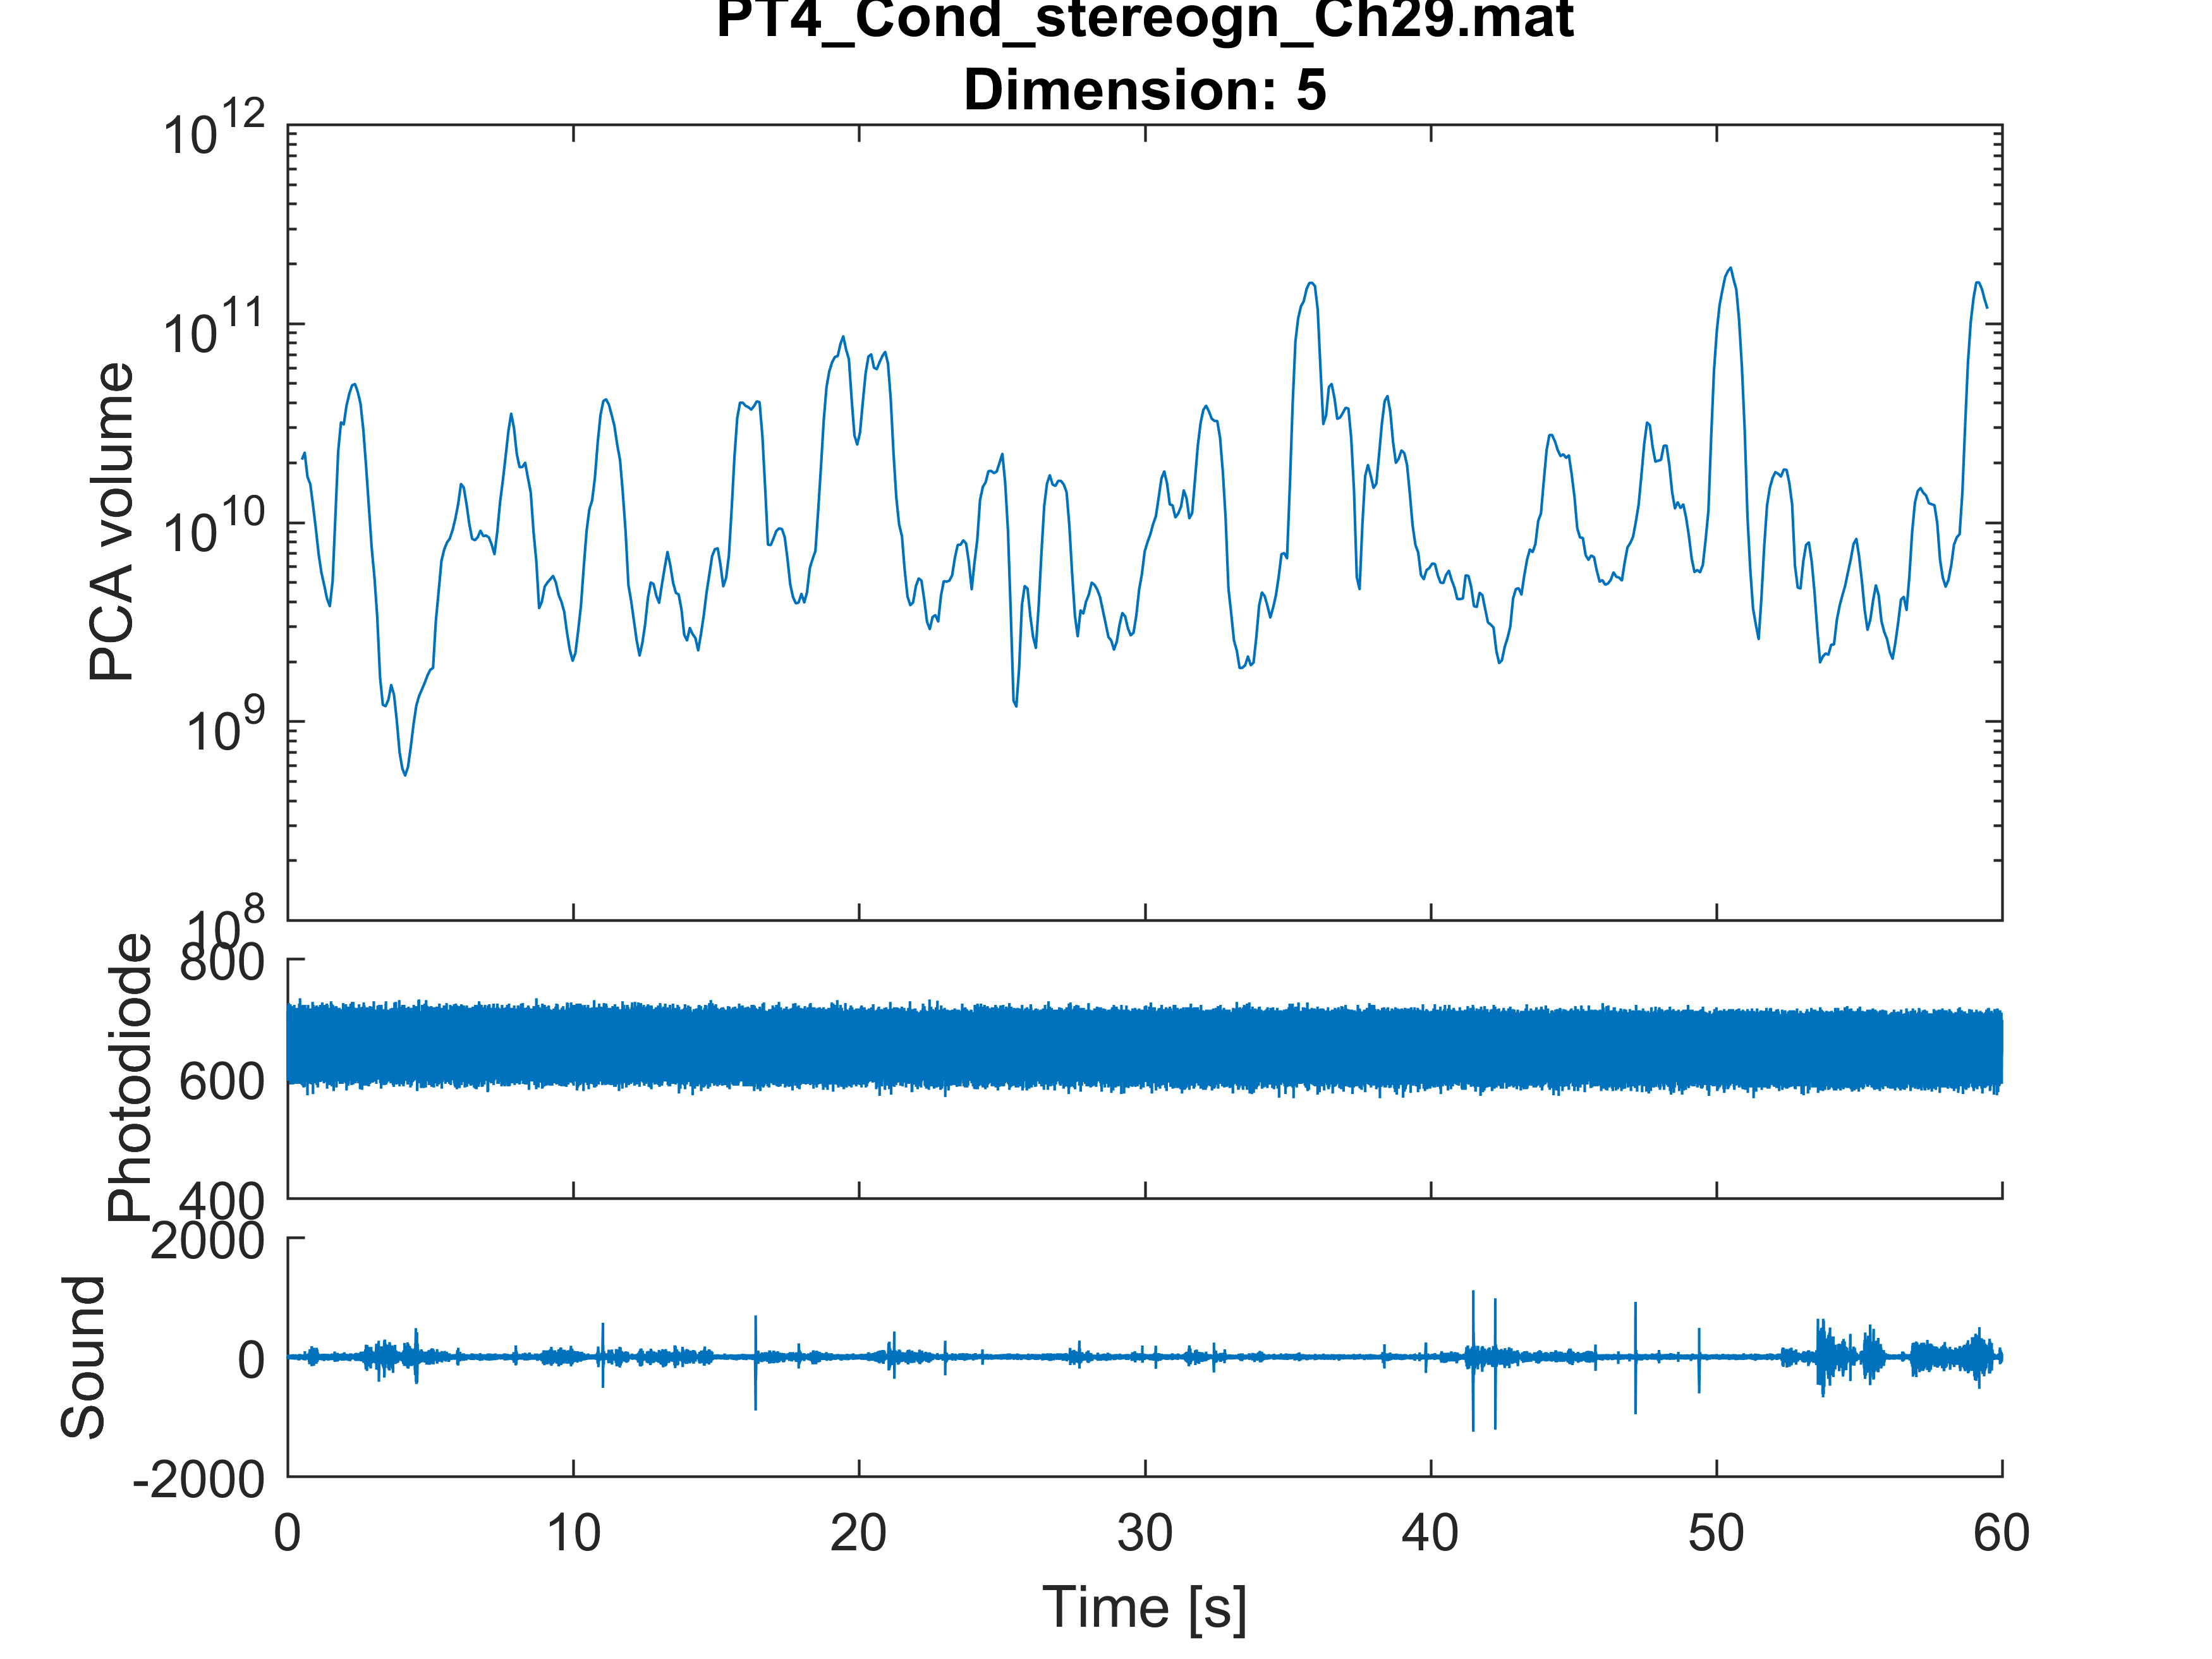 PT4_Cond_stereogn_Ch29.mat
Dimension: 5
10^12
10^11
10^10
10^9
10^8
PCA volume
800
600
400
Photodiode
2000
0
-2000
Sound
0 10 20 30 40 50 60
Time [s]